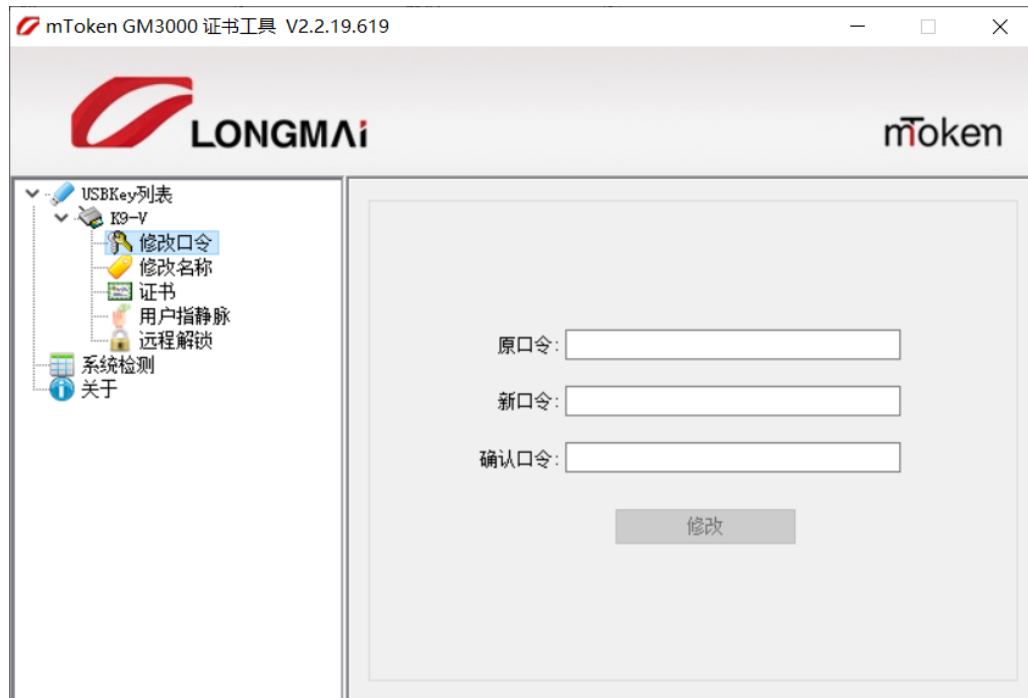 mToken GM3000 证书工具 V2.2.19.619
LONGMAi
mToken
USBKey列表
K9-V
修改口令
修改名称
证书
用户指静脉
远程解锁
系统检测
关于
原口令:
新口令:
确认口令:
修改